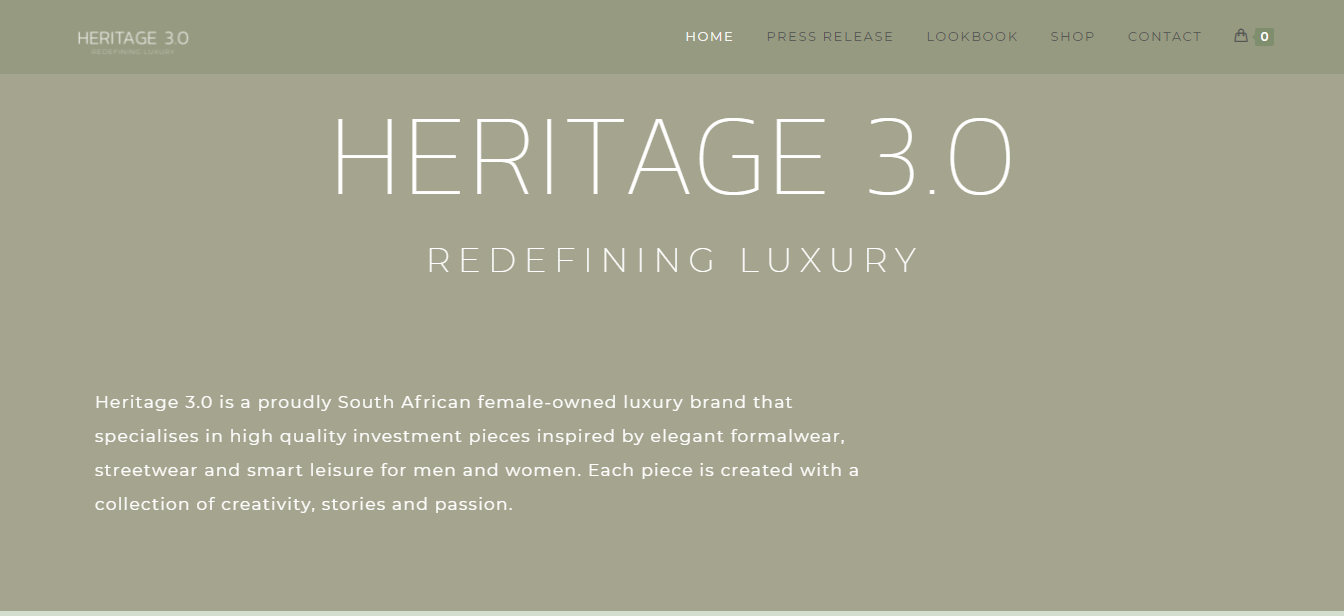 HERITAGE 3.0
REDEFINING LUXURY
HOME PRESS RELEASE LOOKBOOK SHOP CONTACT 0
HERITAGE 3.0
REDEFINING LUXURY
Heritage 3.0 is a proudly South African female-owned luxury brand that
specialises in high quality investment pieces inspired by elegant formalwear,
streetwear and smart leisure for men and women. Each piece is created with a
collection of creativity, stories and passion.